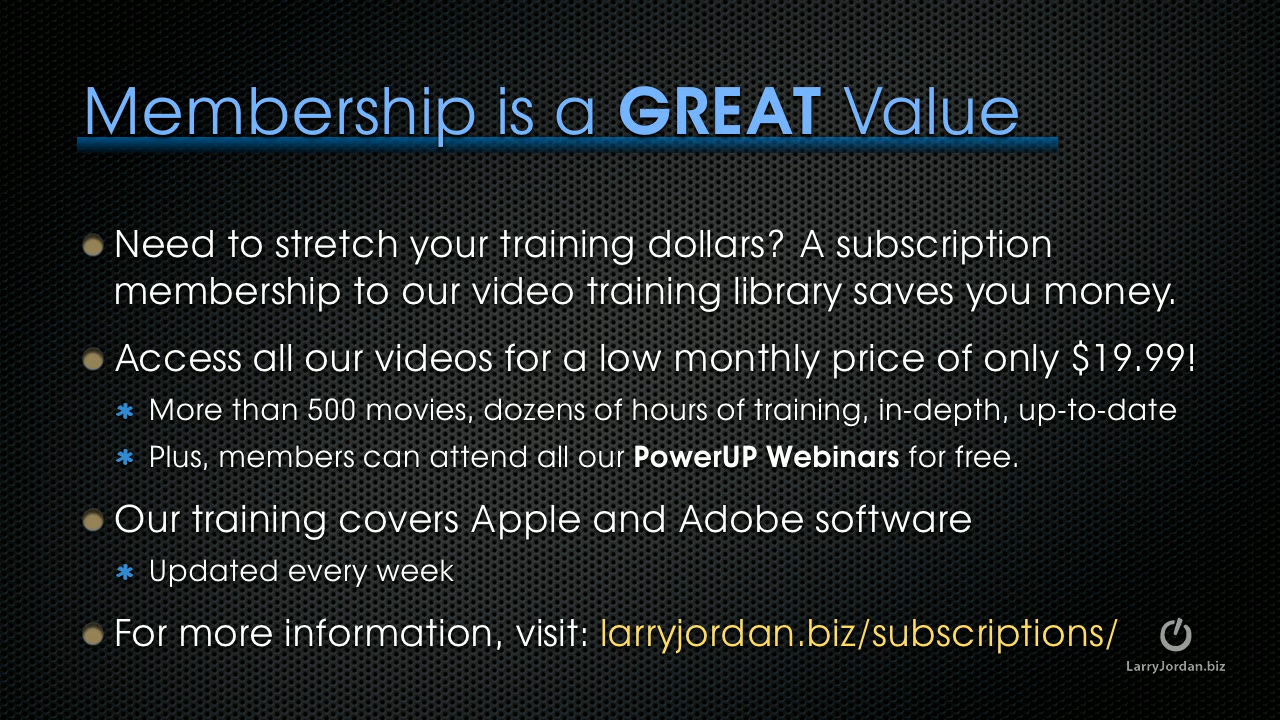 Membership is a GREAT Value
Need to stretch your training dollars? A subscription
membership to our video training library saves you money.
Access all our videos for a low monthly price of only $19.99!
More than 500 movies, dozens of hours of training, in-depth, up-to-date
Plus, members can attend all our PowerUP Webinars for free.
Our training covers Apple and Adobe software
Updated every week
For more information, visit: larryjordan.biz/subscriptions/
LarryJordan.biz